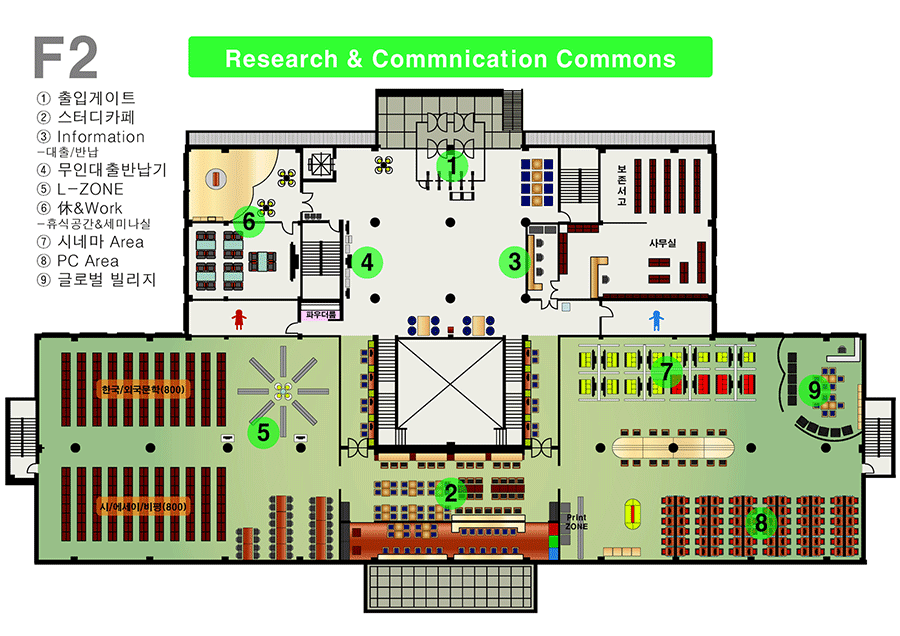 F2
Research & Commnication Commons
① 출입게이트
② 스터디카페
③ Information
-대출/반납
④ 무인대출반납기
⑤ L-ZONE
⑥ 休&Work
-휴식공간&세미나실
⑦ 시네마 Area
⑧ PC Area
⑨ 글로벌 빌리지
1
보존서고
6
사무실
4
3
파우더룸
7
9
한국/외국문학(800)
5
2
시/에세이/비평(800)
Print
ZONE
8